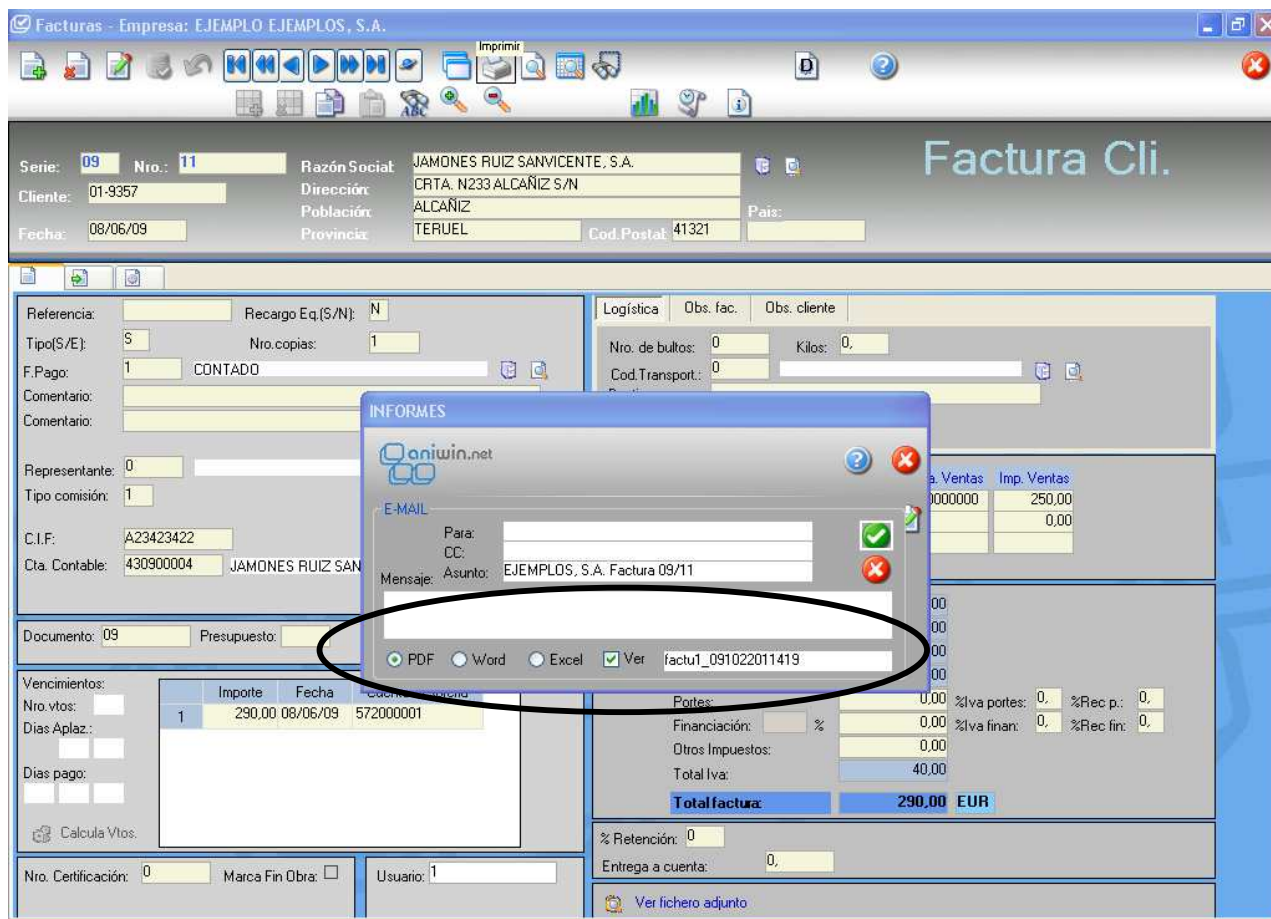 Facturas - Empresa: EJEMPLO EJEMPLOS, S.A.
Imprimir
D
ABC
Serie: 09 Nro.: 11
Cliente: 01-9357
Fecha: 08/06/09
Razón Social: JAMONES RUIZ SANVICENTE, S.A.
Dirección: CRTA. N233 ALCAÑIZ S/N
Población: ALCAÑIZ
Provincia: TERUEL
Cod.Postal: 41321
Pais:
Factura Cli.
Referencia:
Recargo Eq.(S/N): N
Tipo(S/E): S
Nro.copias: 1
F.Pago: 1 CONTADO
Comentario:
Comentario:
Representante: 0
Tipo comisión: 1
C.I.F: A23423422
Cta. Contable: 430900004 JAMONES RUIZ SAN
Documento: 09 Presupuesto:
Vencimientos:
Nro.vtos:
Dias Aplaz.:
Dias pago:
Calcula Vtos.
Importe Fecha
1 290,00 08/06/09 572000001
Nro. Certificación: 0 Marca Fin Obra:
Usuario: 1
Logística Obs. fac. Obs. cliente
Nro. de bultos: 0 Kilos: 0,
Cod.Transport.: 0
INFORMES
aniwin.net
E-MAIL
Para:
CC:
Asunto: EJEMPLOS, S.A. Factura 09/11
Mensaje:
PDF Word Excel Ver factu1_091022011419
a. Ventas Imp. Ventas
0000000 250,00
0,00
00
00
00
00
Portes: 0,00 %Iva portes: 0, %Rec p.: 0,
Financiación: % 0,00 %Iva finan: 0, %Rec fin: 0,
Otros Impuestos: 0,00
Total Iva: 40,00
Total factura: 290,00 EUR
% Retención: 0
Entrega a cuenta: 0,
Ver fichero adjunto